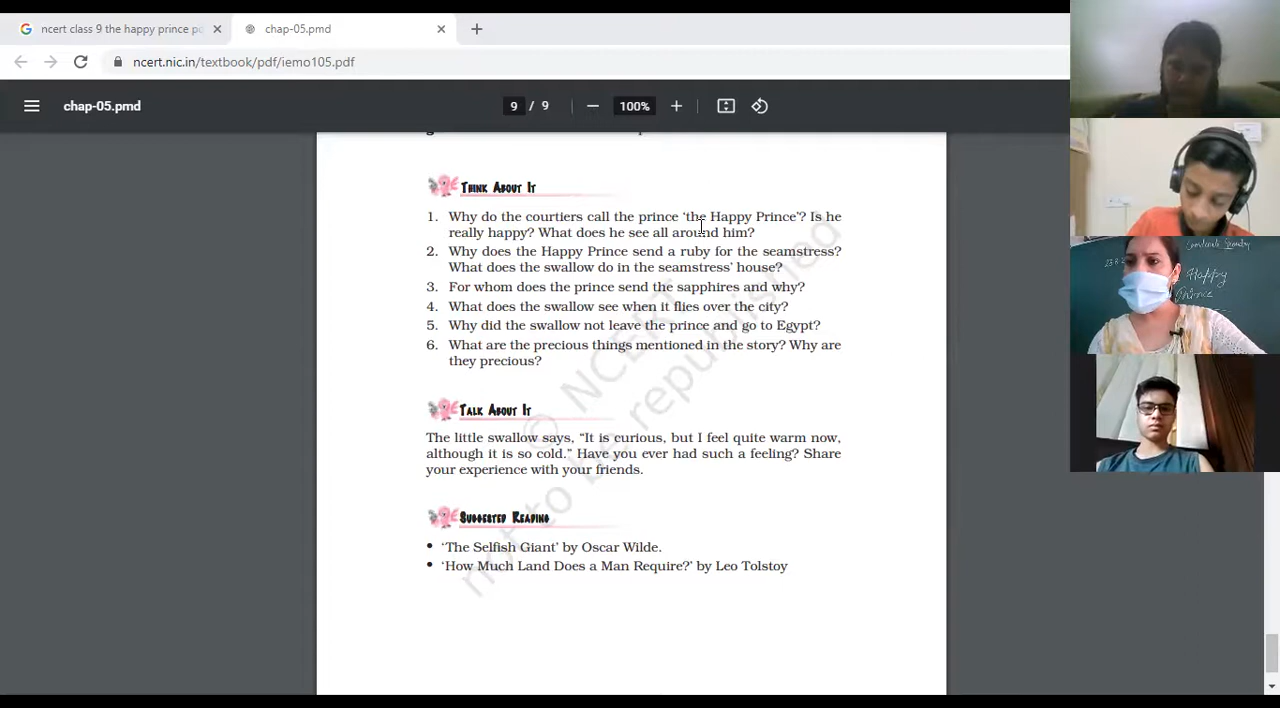 ncert class 9 the happy prince pd
chap-05.pmd
ncert.nic.in/textbook/pdf/iemo105.pdf
chap-05.pmd
9 / 9
100%
THINK ABOUT IT
1. Why do the courtiers call the prince ‘the Happy Prince’? Is he
really happy? What does he see all around him?
2. Why does the Happy Prince send a ruby for the seamstress?
What does the swallow do in the seamstress’ house?
3. For whom does the prince send the sapphires and why?
4. What does the swallow see when it flies over the city?
5. Why did the swallow not leave the prince and go to Egypt?
6. What are the precious things mentioned in the story? Why are
they precious?
TALK ABOUT IT
The little swallow says, “It is curious, but I feel quite warm now,
although it is so cold.” Have you ever had such a feeling? Share
your experience with your friends.
SUGGESTED READING
• ‘The Selfish Giant’ by Oscar Wilde.
• ‘How Much Land Does a Man Require?’ by Leo Tolstoy
© NCERT
not to be republished
Happy
Prince